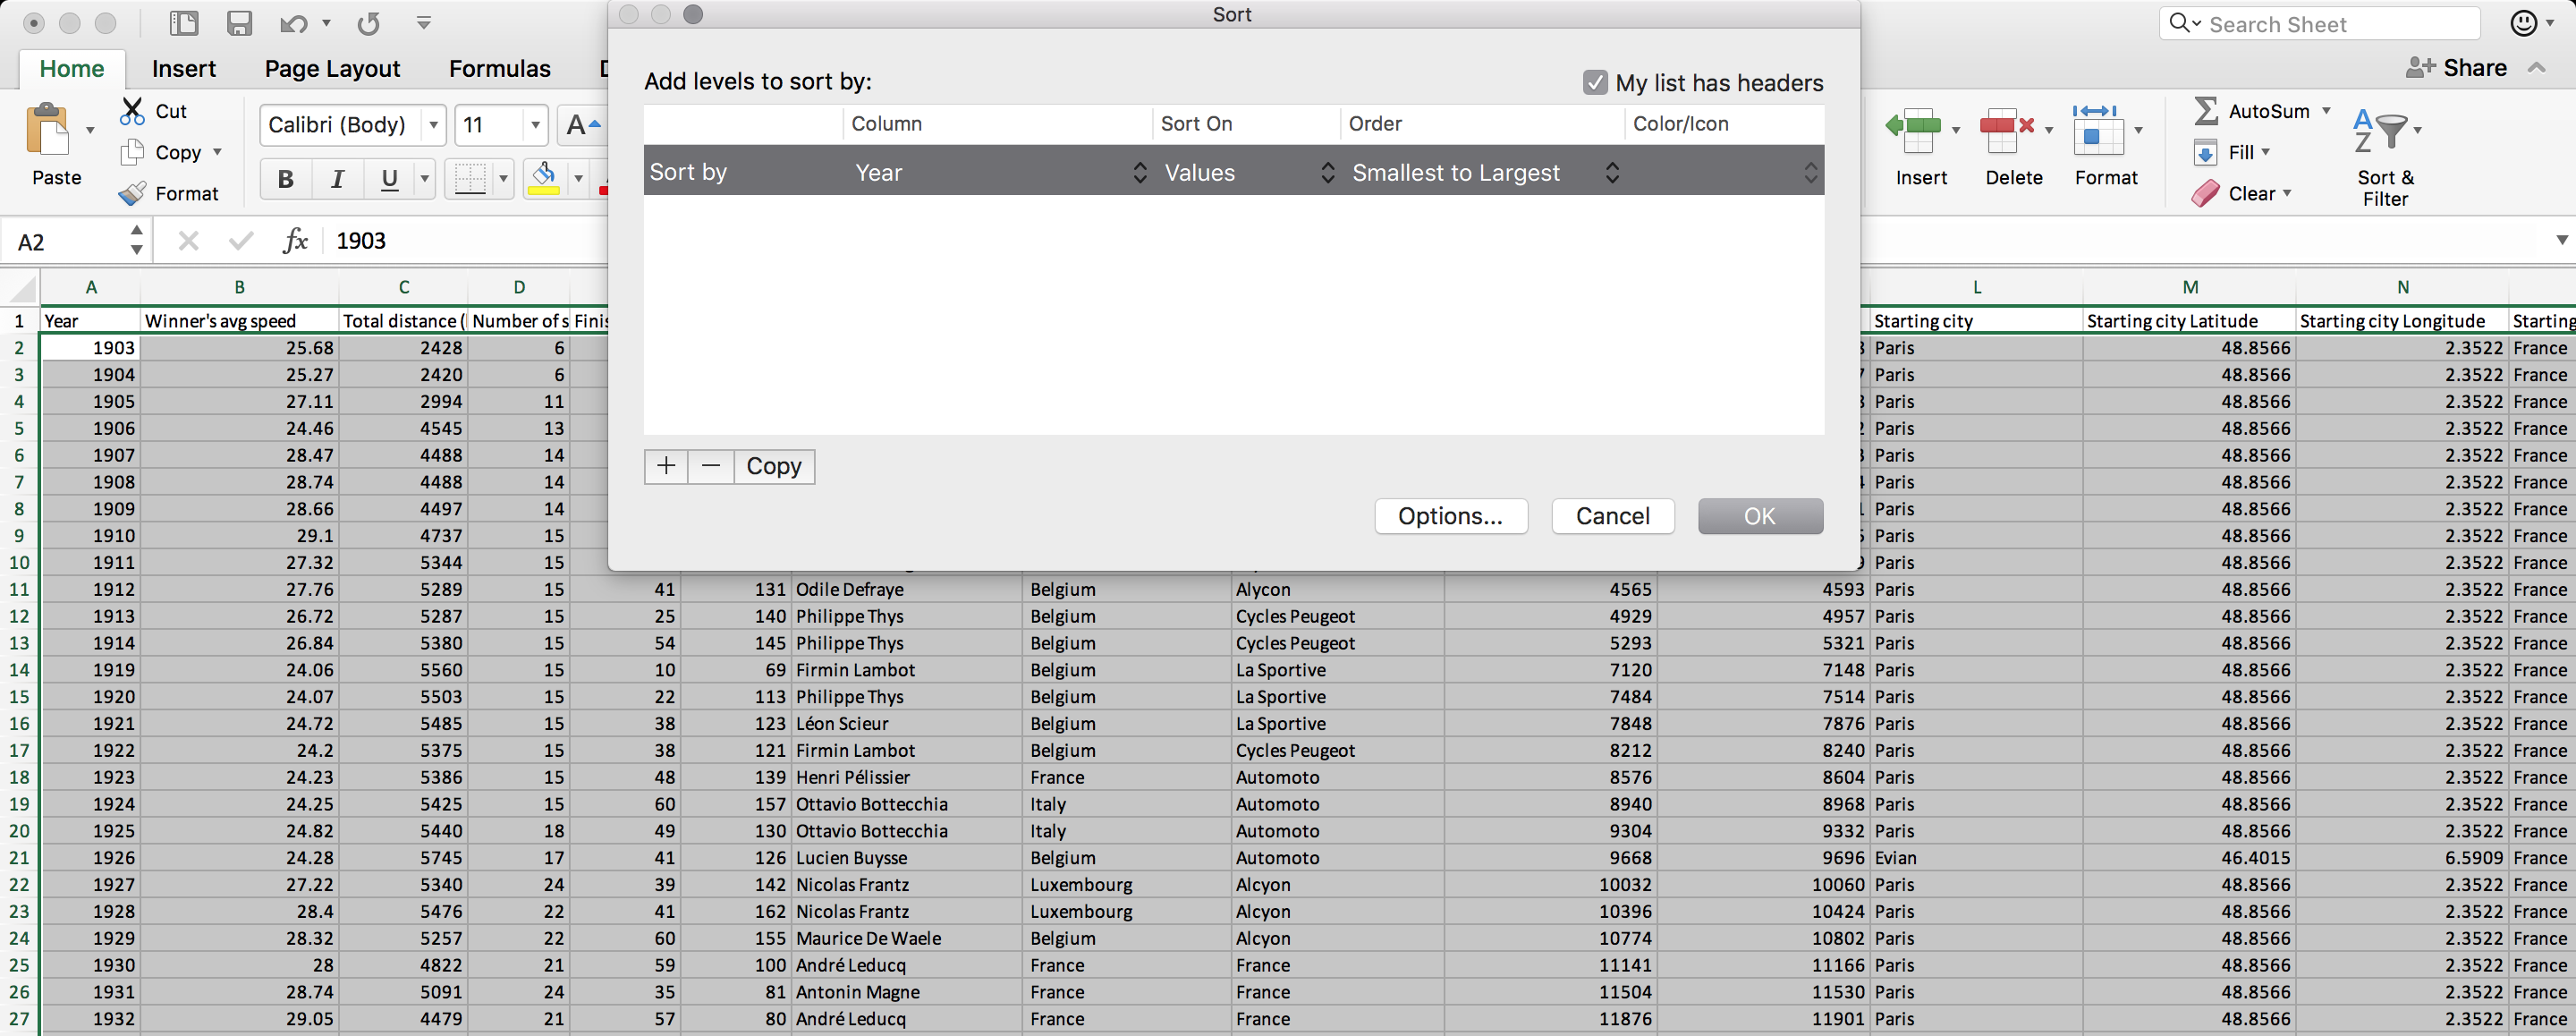 Sort
Search Sheet
Home Insert Page Layout Formulas
Share
Cut
Copy
Format
Paste
Calibri (Body) 11 A
B I U
Add levels to sort by: My list has headers
Column Sort On Order Color/Icon
Sort by Year Values Smallest to Largest
+ − Copy
Options... Cancel OK
Insert Delete Format
AutoSum
Fill
Clear
Sort & Filter
A2 fx 1903
A B C D L M N
1 Year Winner's avg speed Total distance ( Number of s Finis Starting city Starting city Latitude Starting city Longitude Starting
2 1903 25.68 2428 6 Paris 48.8566 2.3522 France
3 1904 25.27 2420 6 Paris 48.8566 2.3522 France
4 1905 27.11 2994 11 Paris 48.8566 2.3522 France
5 1906 24.46 4545 13 Paris 48.8566 2.3522 France
6 1907 28.47 4488 14 Paris 48.8566 2.3522 France
7 1908 28.74 4488 14 Paris 48.8566 2.3522 France
8 1909 28.66 4497 14 Paris 48.8566 2.3522 France
9 1910 29.1 4737 15 Paris 48.8566 2.3522 France
10 1911 27.32 5344 15 Paris 48.8566 2.3522 France
11 1912 27.76 5289 15 41 131 Odile Defraye Belgium Alycon 4565 4593 Paris 48.8566 2.3522 France
12 1913 26.72 5287 15 25 140 Philippe Thys Belgium Cycles Peugeot 4929 4957 Paris 48.8566 2.3522 France
13 1914 26.84 5380 15 54 145 Philippe Thys Belgium Cycles Peugeot 5293 5321 Paris 48.8566 2.3522 France
14 1919 24.06 5560 15 10 69 Firmin Lambot Belgium La Sportive 7120 7148 Paris 48.8566 2.3522 France
15 1920 24.07 5503 15 22 113 Philippe Thys Belgium La Sportive 7484 7514 Paris 48.8566 2.3522 France
16 1921 24.72 5485 15 38 123 Léon Scieur Belgium La Sportive 7848 7876 Paris 48.8566 2.3522 France
17 1922 24.2 5375 15 38 121 Firmin Lambot Belgium Cycles Peugeot 8212 8240 Paris 48.8566 2.3522 France
18 1923 24.23 5386 15 48 139 Henri Pélissier France Automoto 8576 8604 Paris 48.8566 2.3522 France
19 1924 24.25 5425 15 60 157 Ottavio Bottecchia Italy Automoto 8940 8968 Paris 48.8566 2.3522 France
20 1925 24.82 5440 18 49 130 Ottavio Bottecchia Italy Automoto 9304 9332 Paris 48.8566 2.3522 France
21 1926 24.28 5745 17 41 126 Lucien Buysse Belgium Automoto 9668 9696 Evian 46.4015 6.5909 France
22 1927 27.22 5340 24 39 142 Nicolas Frantz Luxembourg Alcyon 10032 10060 Paris 48.8566 2.3522 France
23 1928 28.4 5476 22 41 162 Nicolas Frantz Luxembourg Alcyon 10396 10424 Paris 48.8566 2.3522 France
24 1929 28.32 5257 22 60 155 Maurice De Waele Belgium Alcyon 10774 10802 Paris 48.8566 2.3522 France
25 1930 28 4822 21 59 100 André Leducq France France 11141 11166 Paris 48.8566 2.3522 France
26 1931 28.74 5091 24 35 81 Antonin Magne France France 11504 11530 Paris 48.8566 2.3522 France
27 1932 29.05 4479 21 57 80 André Leducq France France 11876 11901 Paris 48.8566 2.3522 France